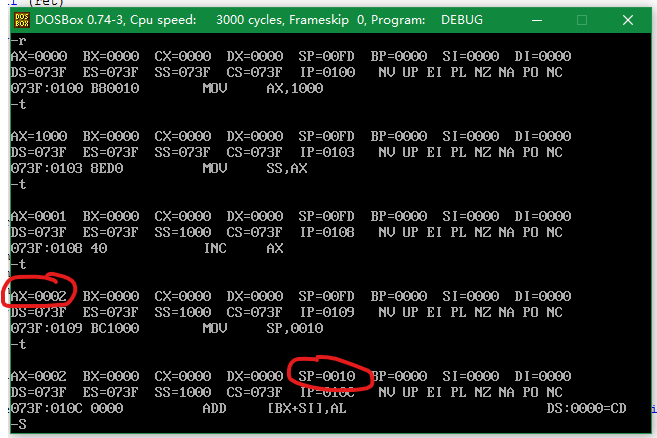 (ret)
DOSBox 0.74-3, Cpu speed: 3000 cycles, Frameskip 0, Program: DEBUG
-r
AX=0000 BX=0000 CX=0000 DX=0000 SP=00FD BP=0000 SI=0000 DI=0000
DS=073F ES=073F SS=073F CS=073F IP=0100 NV UP EI PL NZ NA PO NC
073F:0100 B80010 MOV AX,1000
-t
AX=1000 BX=0000 CX=0000 DX=0000 SP=00FD BP=0000 SI=0000 DI=0000
DS=073F ES=073F SS=073F CS=073F IP=0103 NV UP EI PL NZ NA PO NC
073F:0103 8ED0 MOV SS,AX
-t
AX=0001 BX=0000 CX=0000 DX=0000 SP=00FD BP=0000 SI=0000 DI=0000
DS=073F ES=073F SS=1000 CS=073F IP=0108 NV UP EI PL NZ NA PO NC
073F:0108 40 INC AX
-t
AX=0002 BX=0000 CX=0000 DX=0000 SP=00FD BP=0000 SI=0000 DI=0000
DS=073F ES=073F SS=1000 CS=073F IP=0109 NV UP EI PL NZ NA PO NC
073F:0109 BC1000 MOV SP,0010
-t
AX=0002 BX=0000 CX=0000 DX=0000 SP=0010 BP=0000 SI=0000 DI=0000
DS=073F ES=073F SS=1000 CS=073F IP=010C NV UP EI PL NZ NA PO NC
073F:010C 0000 ADD [BX+SI],AL DS:0000=CD
-S